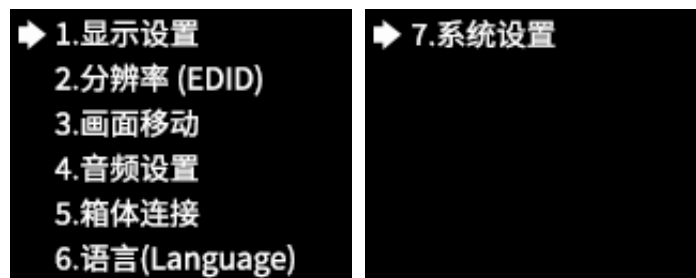 1.显示设置
2.分辨率 (EDID)
3.画面移动
4.音频设置
5.箱体连接
6.语言(Language)
7.系统设置